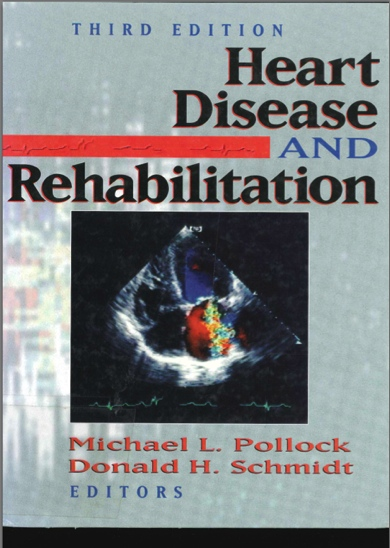 THIRD EDITION
Heart
Disease
AND
Rehabilitation
Michael L. Pollock
Donald H. Schmidt
EDITORS